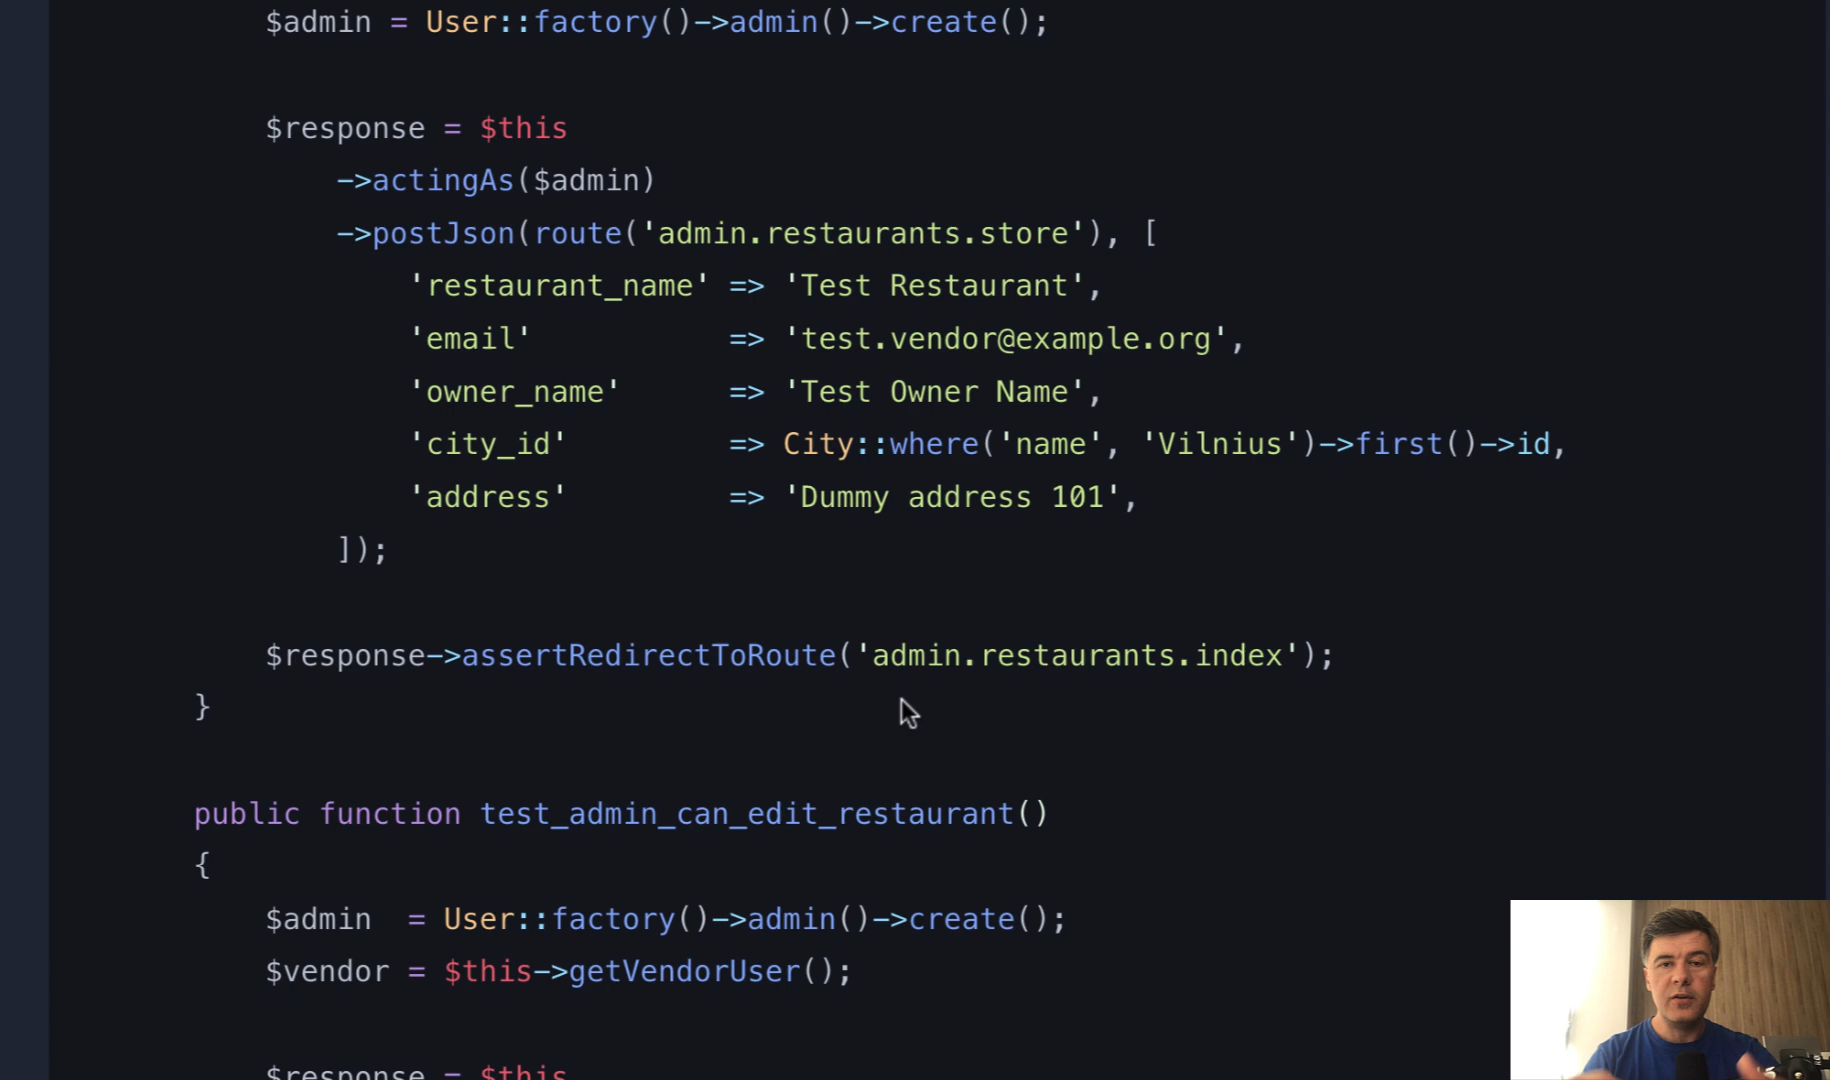 $admin = User::factory()->admin()->create();
$response = $this
->actingAs($admin)
->postJson(route('admin.restaurants.store'), [
'restaurant_name' => 'Test Restaurant',
'email' => 'test.vendor@example.org',
'owner_name' => 'Test Owner Name',
'city_id' => City::where('name', 'Vilnius')->first()->id,
'address' => 'Dummy address 101',
]);
$response->assertRedirectToRoute('admin.restaurants.index');
}
public function test_admin_can_edit_restaurant()
{
$admin = User::factory()->admin()->create();
$vendor = $this->getVendorUser();
$response = $this